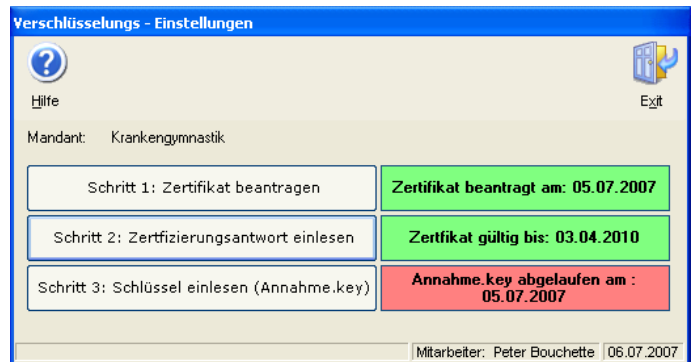 Verschlüsselungs - Einstellungen
Hilfe
Exit
Mandant: Krankengymnastik
Schritt 1: Zertifikat beantragen
Zertifikat beantragt am: 05.07.2007
Schritt 2: Zertfizierungsantwort einlesen
Zertfikat gültig bis: 03.04.2010
Schritt 3: Schlüssel einlesen (Annahme.key)
Annahme.key abgelaufen am :
05.07.2007
Mitarbeiter: Peter Bouchette 06.07.2007